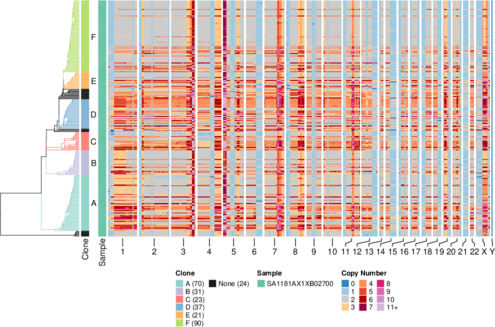 F
E
D
C
B
A
Clone
Sample
1 2 3 4 5 6 7 8 9 10 11 12 13 14 15 16 17 18 19 20 21 22 X Y
Clone Sample Copy Number
A (70) None (24) SA1181AX1XB02700 0 4 8
B (31) 1 5 9
C (23) 2 6 10
D (37) 3 7 11+
E (21)
F (90)